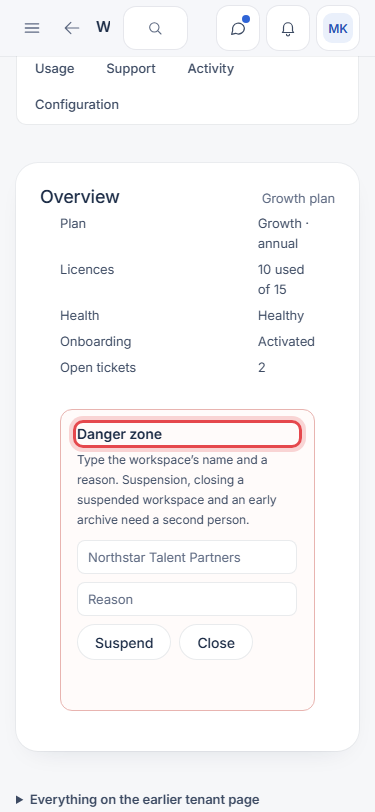 W
MK
Usage Support Activity
Configuration
Overview Growth plan
Plan Growth ·
annual
Licences 10 used
of 15
Health Healthy
Onboarding Activated
Open tickets 2
Danger zone
Type the workspace’s name and a
reason. Suspension, closing a
suspended workspace and an early
archive need a second person.
Northstar Talent Partners
Reason
Suspend Close
Everything on the earlier tenant page